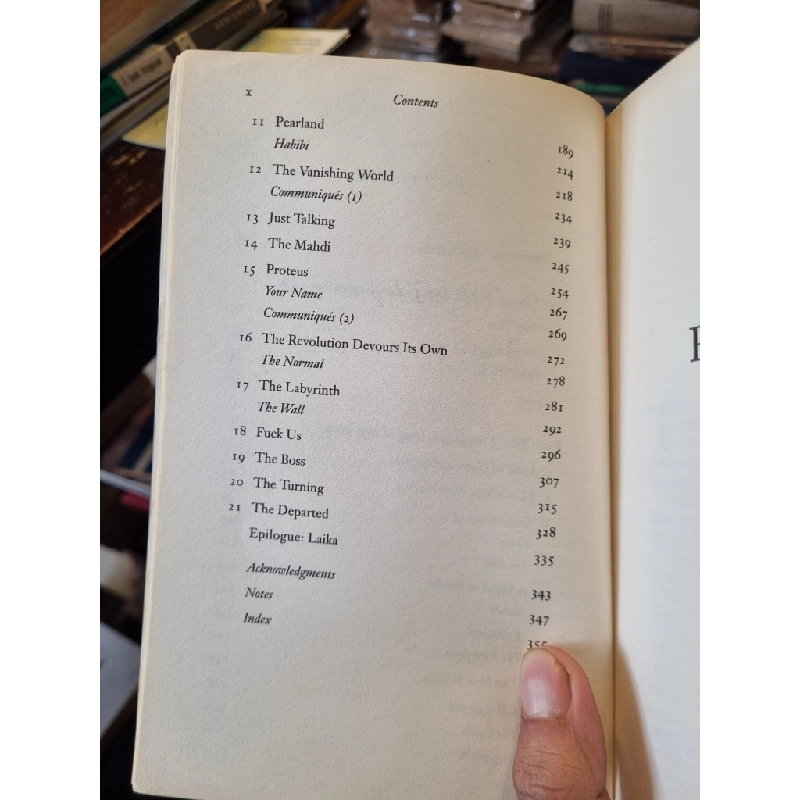 x Contents
11 Pearland 189
Habibi 214
12 The Vanishing World 218
Communiqués (1) 234
13 Just Talking 239
14 The Mahdi 245
15 Proteus 254
Your Name 267
Communiqués (2) 269
16 The Revolution Devours Its Own 272
The Normal 278
17 The Labyrinth 281
The Wall 292
18 Fuck Us 296
19 The Boss 307
20 The Turning 315
21 The Departed 328
Epilogue: Laika 335
Acknowledgments 343
Notes 347
Index 355